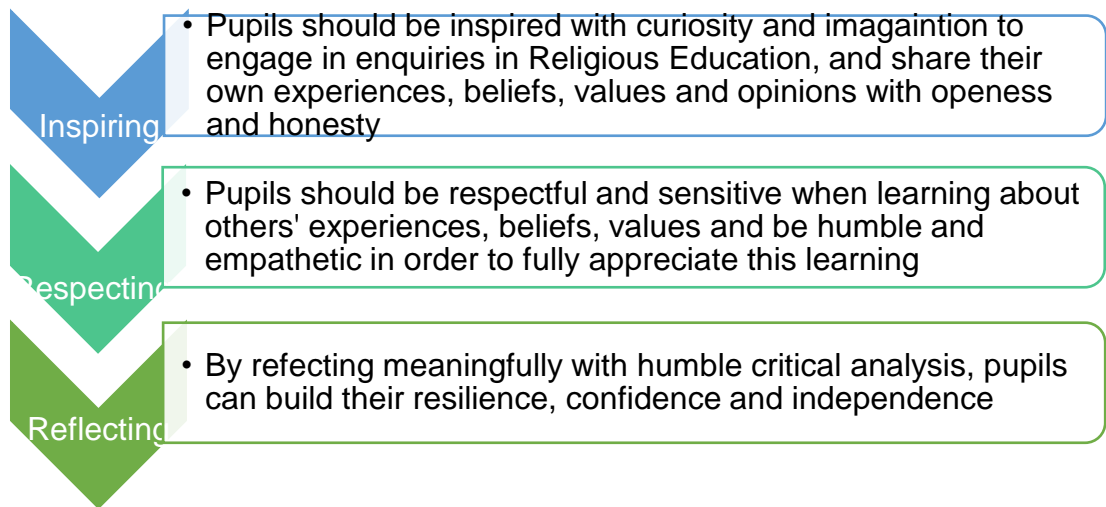 Inspiring
• Pupils should be inspired with curiosity and imagaintion to
engage in enquiries in Religious Education, and share their
own experiences, beliefs, values and opinions with openess
and honesty
Respecting
• Pupils should be respectful and sensitive when learning about
others' experiences, beliefs, values and be humble and
empathetic in order to fully appreciate this learning
Reflecting
• By refecting meaningfully with humble critical analysis, pupils
can build their resilience, confidence and independence